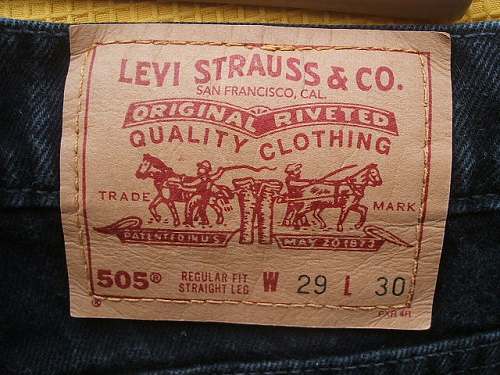 LEVI STRAUSS & CO.
SAN FRANCISCO, CAL.
ORIGINAL RIVETED
QUALITY CLOTHING
TRADE MARK
PATENTED IN U.S. MAY 20 1873
505® REGULAR FIT STRAIGHT LEG W 29 L 30
®